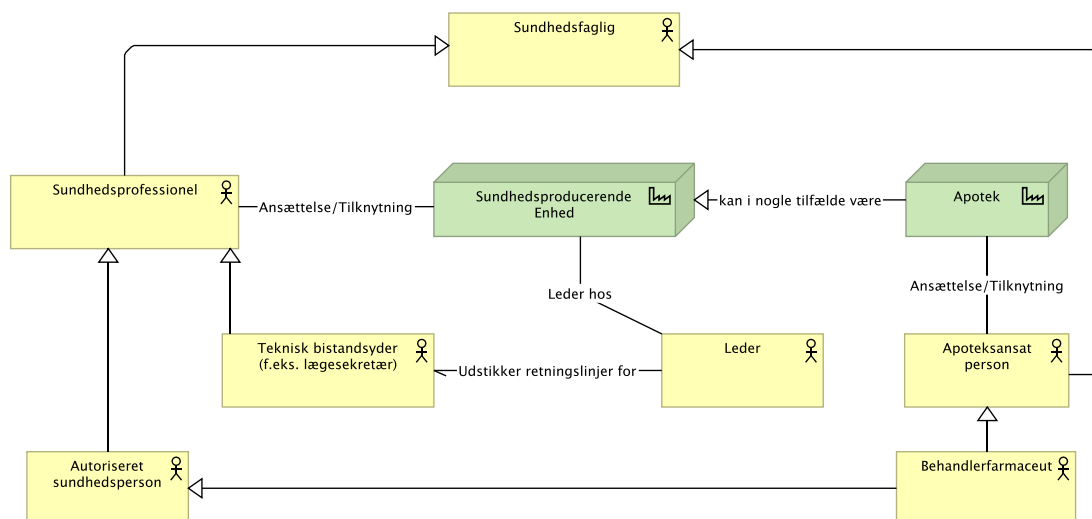 Sundhedsfaglig
Sundhedsprofessionel
Ansættelse/Tilknytning
Sundhedsproducerende
Enhed
kan i nogle tilfælde være
Apotek
Leder hos
Ansættelse/Tilknytning
Teknisk bistandsyder
(f.eks. lægesekretær)
Udstikker retningslinjer for
Leder
Apoteksansat
person
Autoriseret
sundhedsperson
Behandlerfarmaceut